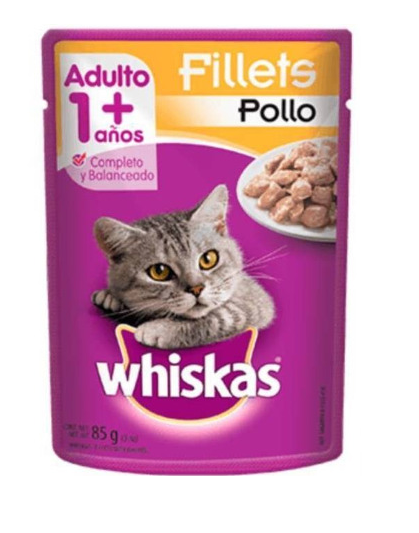 Adulto
1+
años
Completo
y Balanceado
Fillets
Pollo
whiskas®
85 g